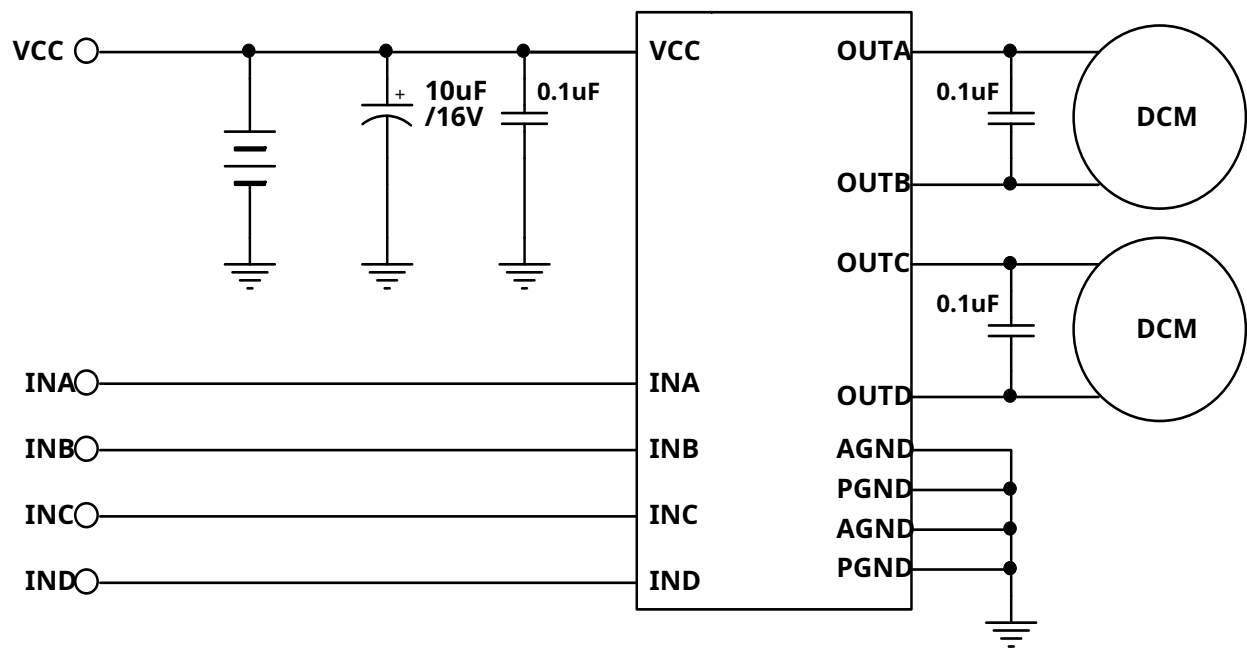 VCC
+
10uF
/16V
0.1uF
VCC
OUTA
0.1uF
DCM
OUTB
OUTC
0.1uF
DCM
INA
INA
OUTD
INB
INB
AGND
PGND
INC
INC
AGND
PGND
IND
IND